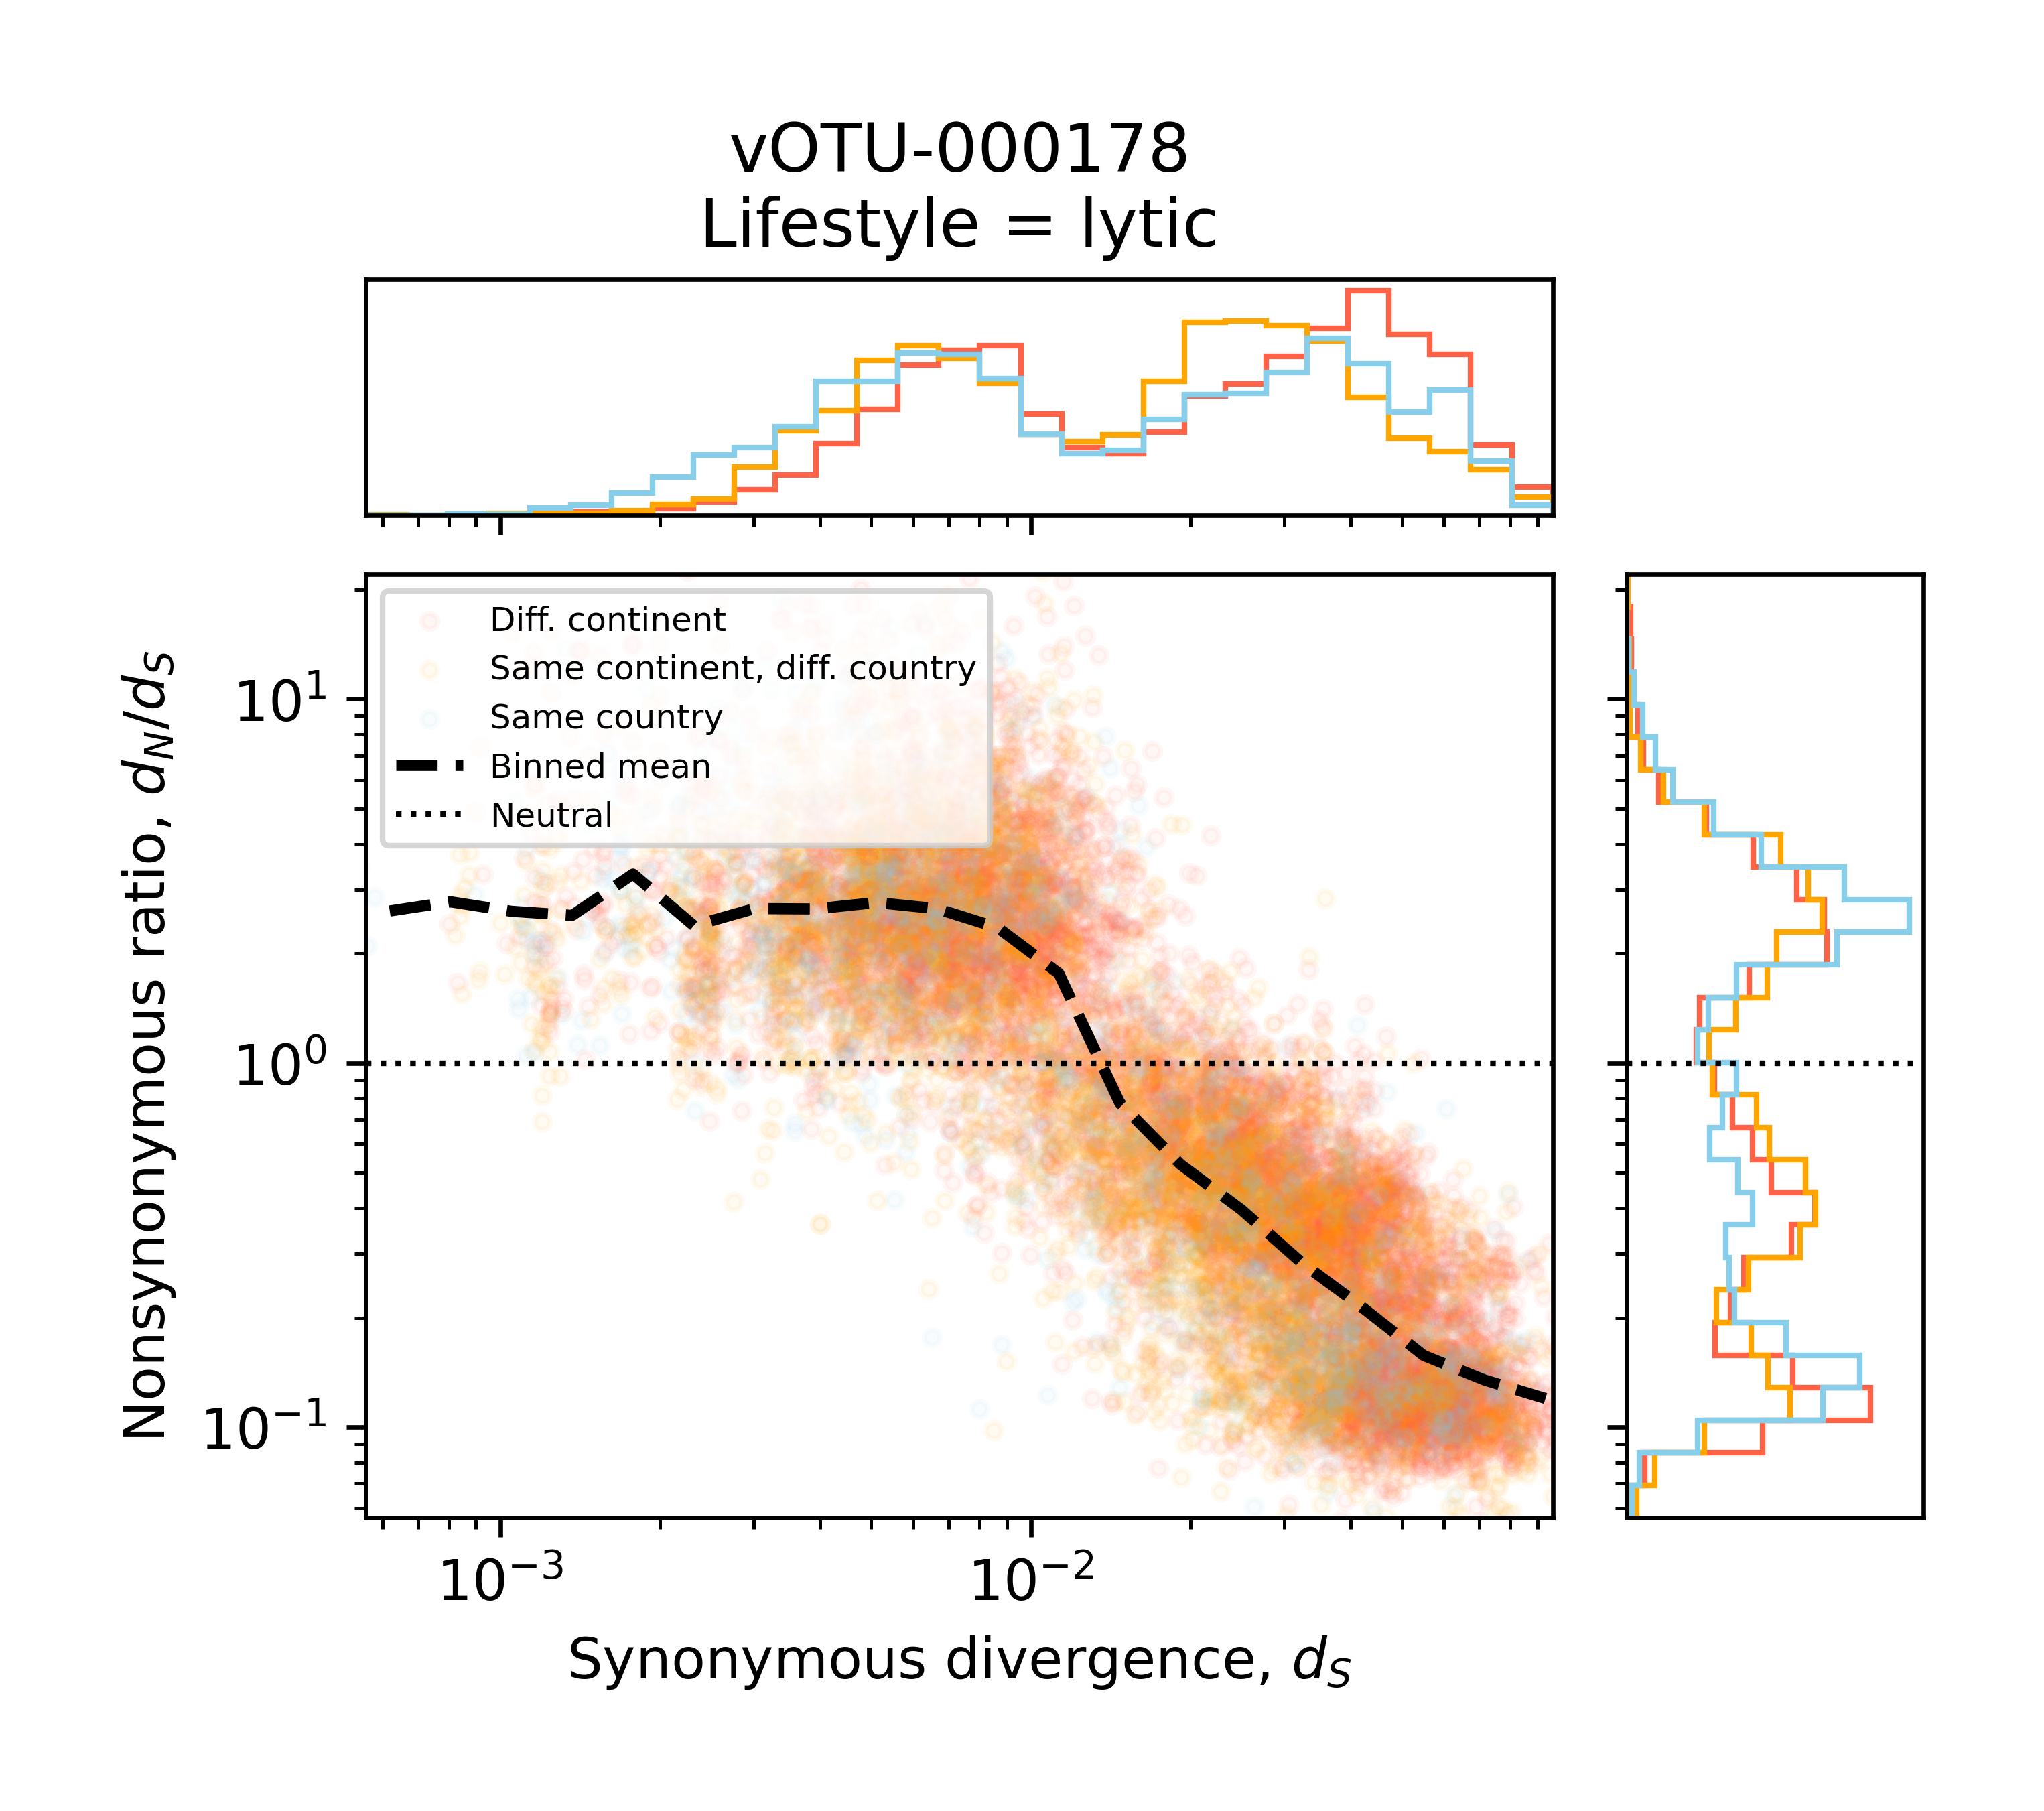 vOTU-000178
Lifestyle = lytic
Diff. continent
Same continent, diff. country
Same country
Binned mean
Neutral
Nonsynonymous ratio, d_N/d_S
10^1
10^0
10^−1
10^−3
10^−2
Synonymous divergence, d_S